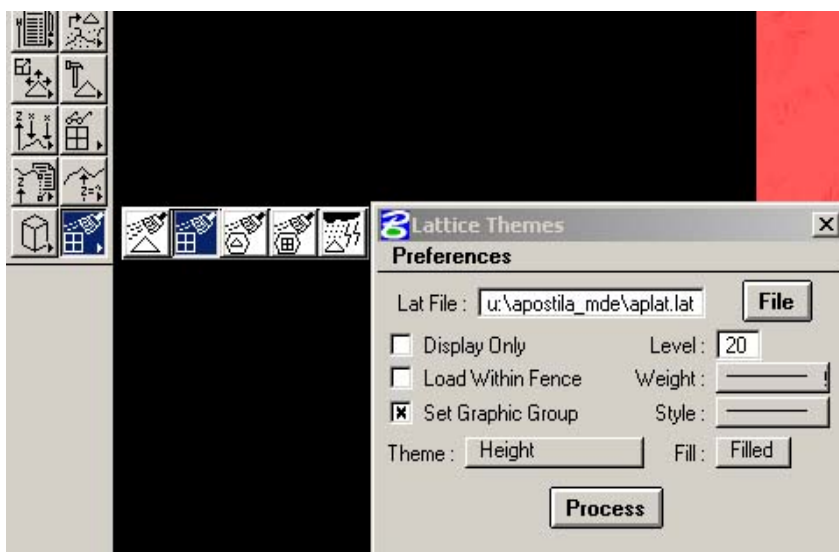 Lattice Themes
Preferences
Lat File : u:\apostila_mde\aplat.lat File
Display Only Level : 20
Load Within Fence Weight :
Set Graphic Group Style :
Theme : Height Fill : Filled
Process